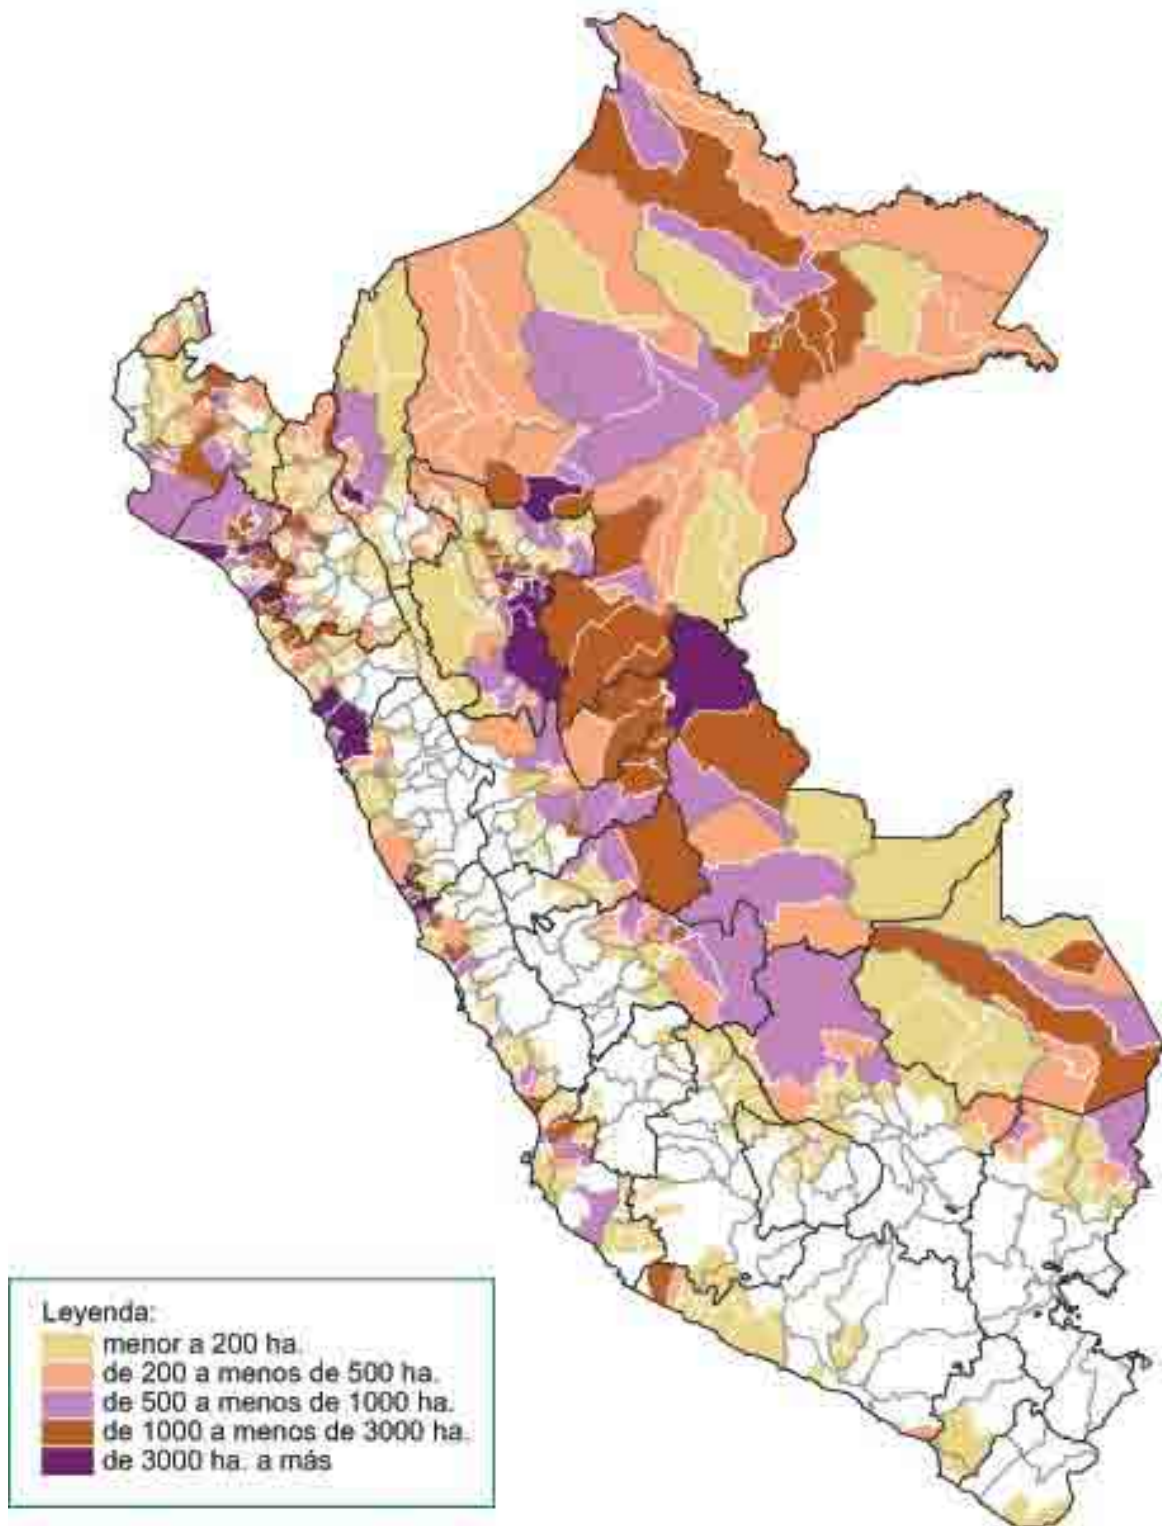 Leyenda:
menor a 200 ha.
de 200 a menos de 500 ha.
de 500 a menos de 1000 ha.
de 1000 a menos de 3000 ha.
de 3000 ha. a más